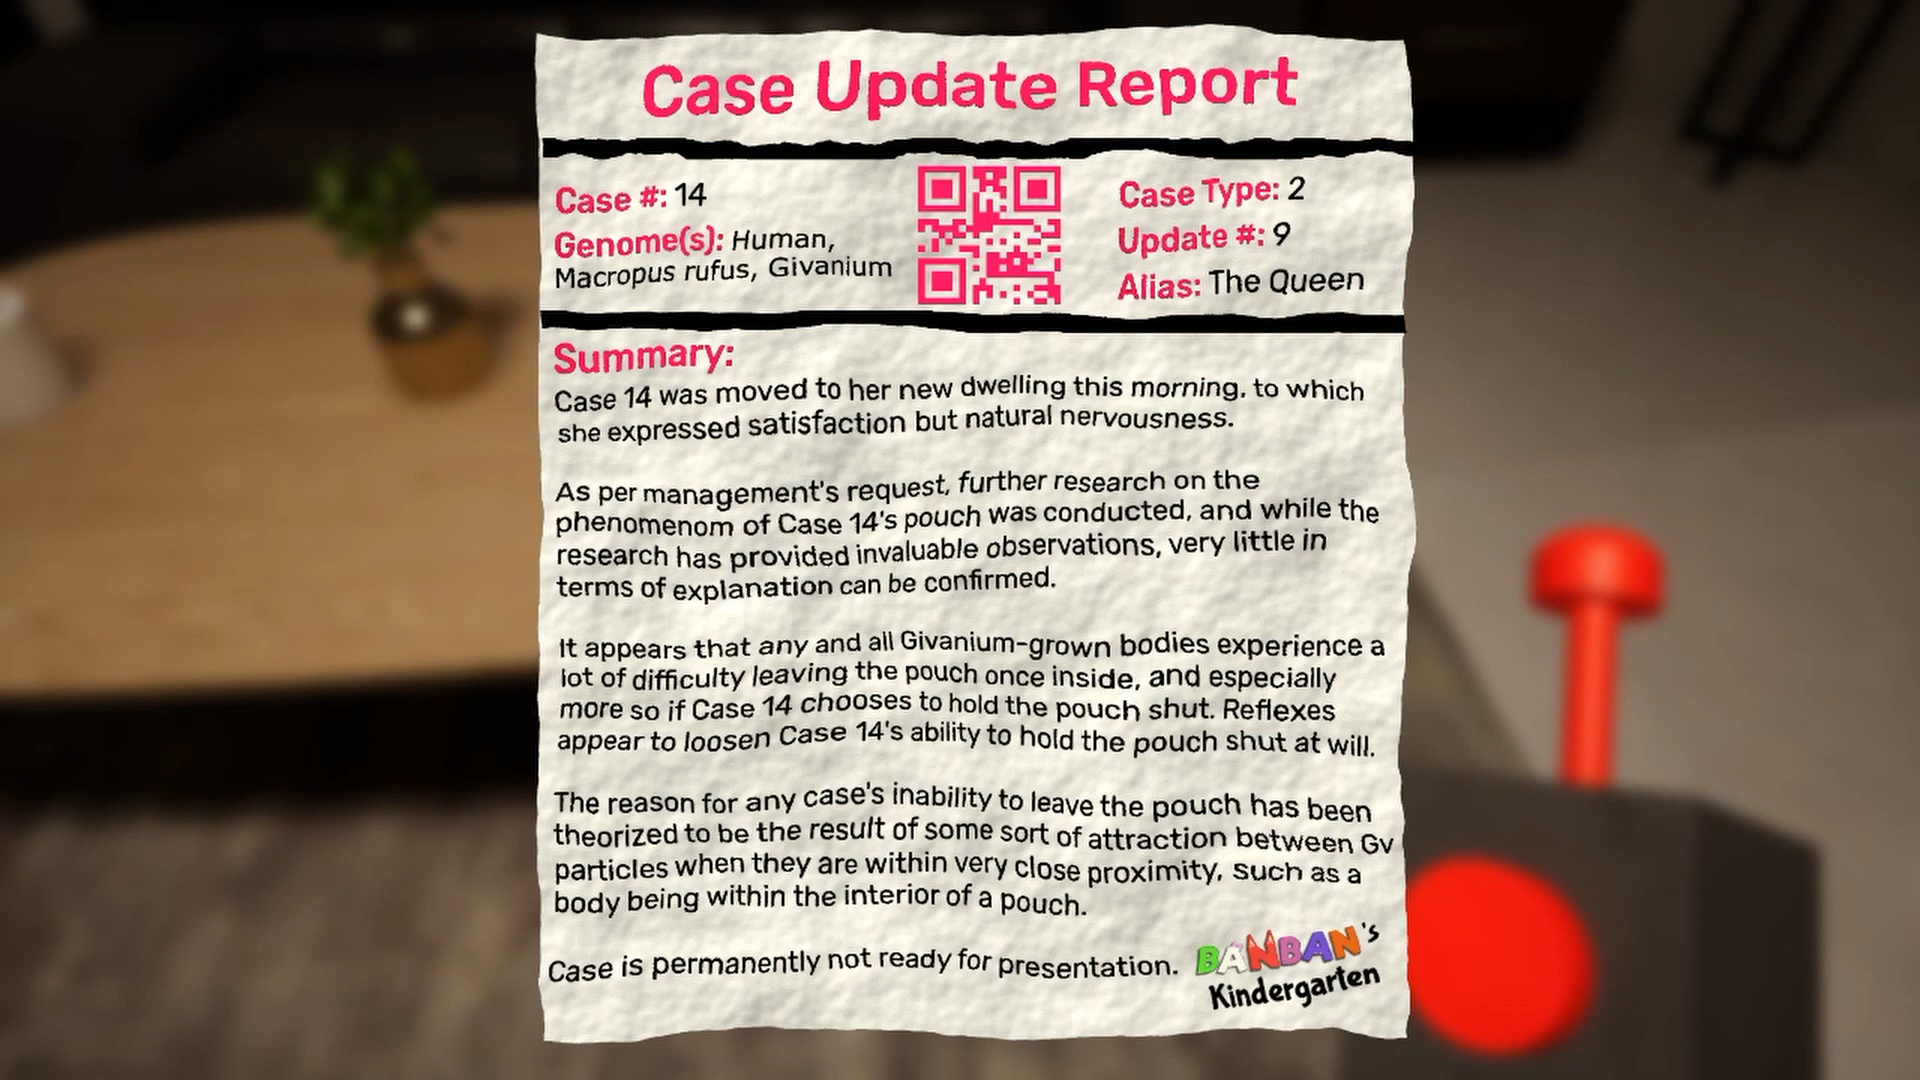 Case Update Report
Case #: 14
Genome(s): Human,
Macropus rufus, Givanium
Case Type: 2
Update #: 9
Alias: The Queen
Summary:
Case 14 was moved to her new dwelling this morning, to which
she expressed satisfaction but natural nervousness.
As per management's request, further research on the
phenomenom of Case 14's pouch was conducted, and while the
research has provided invaluable observations, very little in
terms of explanation can be confirmed.
It appears that any and all Givanium-grown bodies experience a
lot of difficulty leaving the pouch once inside, and especially
more so if Case 14 chooses to hold the pouch shut. Reflexes
appear to loosen Case 14's ability to hold the pouch shut at will.
The reason for any case's inability to leave the pouch has been
theorized to be the result of some sort of attraction between Gv
particles when they are within very close proximity, such as a
body being within the interior of a pouch.
Case is permanently not ready for presentation.
BANBAN's
Kindergarten